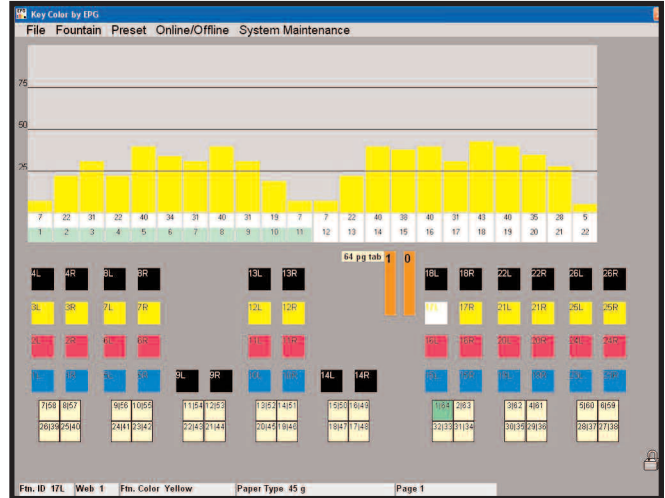 Key Color by EPG
File Fountain Preset Online/Offline System Maintenance
75
50
25
7 22 31 22 40 34 31 40 31 19 7 7 22 40 38 40 31 43 40 35 28 5
1 2 3 4 5 6 7 8 9 10 11 12 13 14 15 16 17 18 19 20 21 22
64 pg tab 1 0
4L 4R 8L 8R 13L 13R 18L 18R 22L 22R 26L 26R
3L 3R 7L 7R 12L 12R 17L 17R 21L 21R 25L 25R
2L 2R 6L 6R
9L 9R 14L 14R
7|58 8|57 9|56 10|55 11|54 12|53 13|52 14|51 15|50 16|49 1|64 2|63 3|62 4|61 5|60 6|59
26|39 25|40 24|41 23|42 22|43 21|44 20|45 19|46 18|47 17|48 32|33 31|34 30|35 29|36 28|37 27|38
Ftn. ID 17L Web 1 Ftn. Color Yellow Paper Type 45 g Page 1